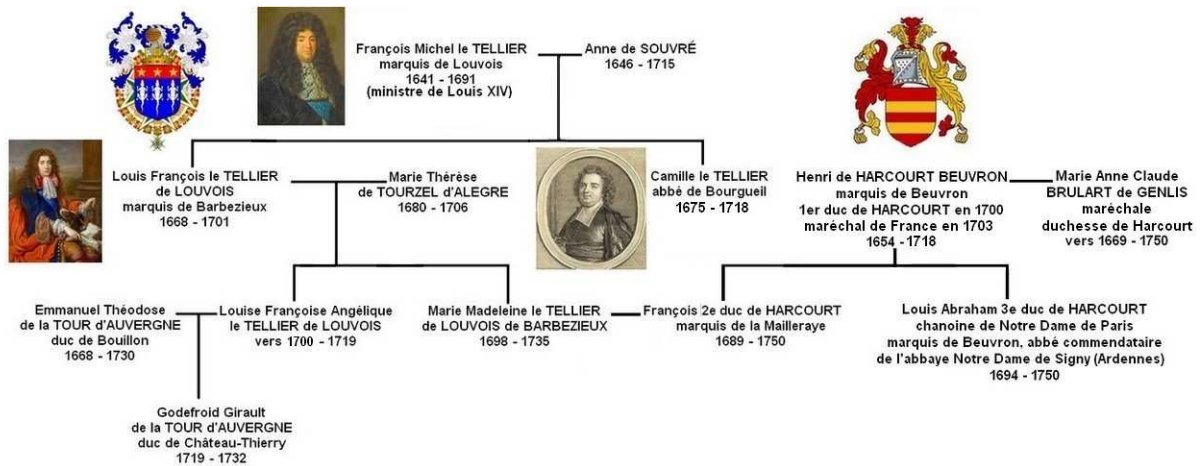 François Michel le TELLIER
marquis de Louvois
1641 - 1691
(ministre de Louis XIV)
Anne de SOUVRÉ
1646 - 1715
Louis François le TELLIER
de LOUVOIS
marquis de Barbezieux
1668 - 1701
Marie Thérèse
de TOURZEL D'ALEGRE
1680 - 1706
Camille le TELLIER
abbé de Bourgueil
1675 - 1718
Henri de HARCOURT BEUVRON
marquis de Beuvron
1er duc de HARCOURT en 1700
maréchal de France en 1703
1654 - 1718
Marie Anne Claude
BRULART de GENLIS
maréchale
duchesse de Harcourt
vers 1669 - 1750
Emmanuel Théodose
de la TOUR d'AUVERGNE
duc de Bouillon
1668 - 1730
Louise Françoise Angélique
le TELLIER de LOUVOIS
vers 1700 - 1719
Marie Madeleine le TELLIER
de LOUVOIS de BARBEZIEUX
1698 - 1735
François 2e duc de HARCOURT
marquis de la Mailleraye
1689 - 1750
Louis Abraham 3e duc de HARCOURT
chanoine de Notre Dame de Paris
marquis de Beuvron, abbé commendataire
de l'abbaye Notre Dame de Signy (Ardennes)
1694 - 1750
Godefroid Girault
de la TOUR d'AUVERGNE
duc de Château-Thierry
1719 - 1732